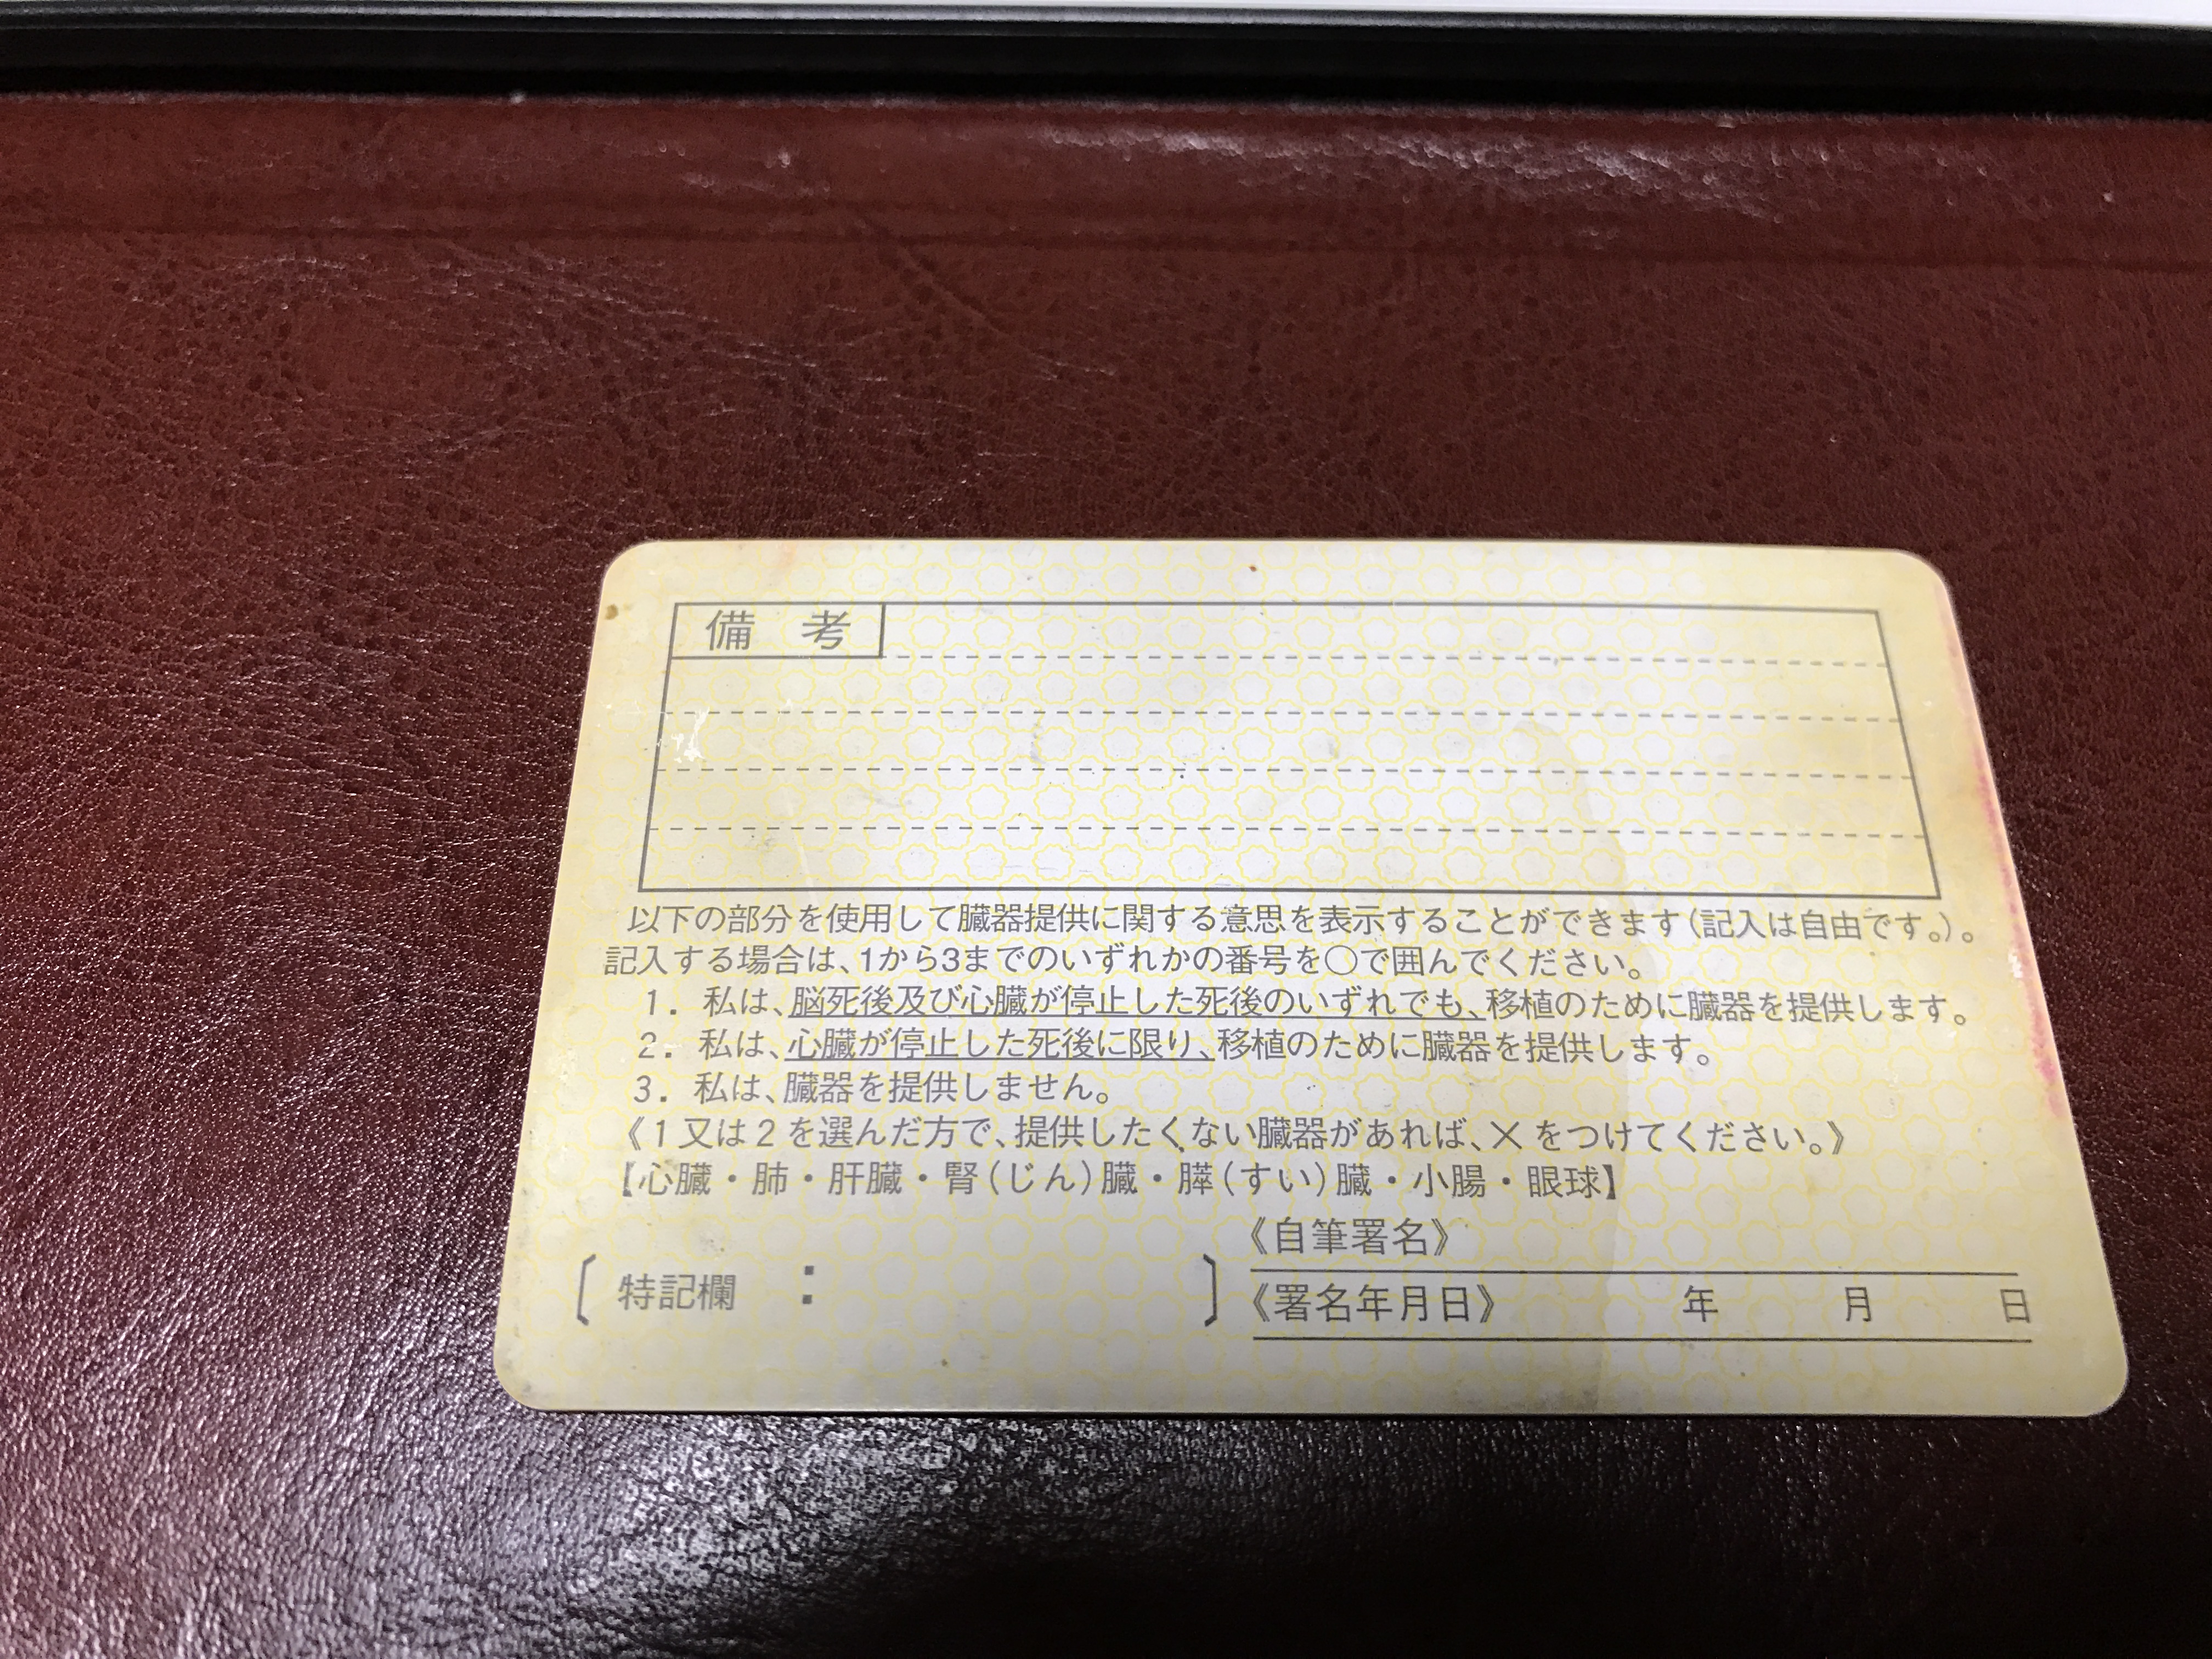 備 考
以下の部分を使用して臓器提供に関する意思を表示することができます(記入は自由です。)。
記入する場合は、1から3までのいずれかの番号を○で囲んでください。
1. 私は、脳死後及び心臓が停止した死後のいずれでも、移植のために臓器を提供します。
2. 私は、心臓が停止した死後に限り、移植のために臓器を提供します。
3. 私は、臓器を提供しません。
《1又は2を選んだ方で、提供したくない臓器があれば、×をつけてください。》
【心臓・肺・肝臓・腎(じん)臓・膵(すい)臓・小腸・眼球】
〔特記欄 : 〕
《自筆署名》
《署名年月日》 年 月 日